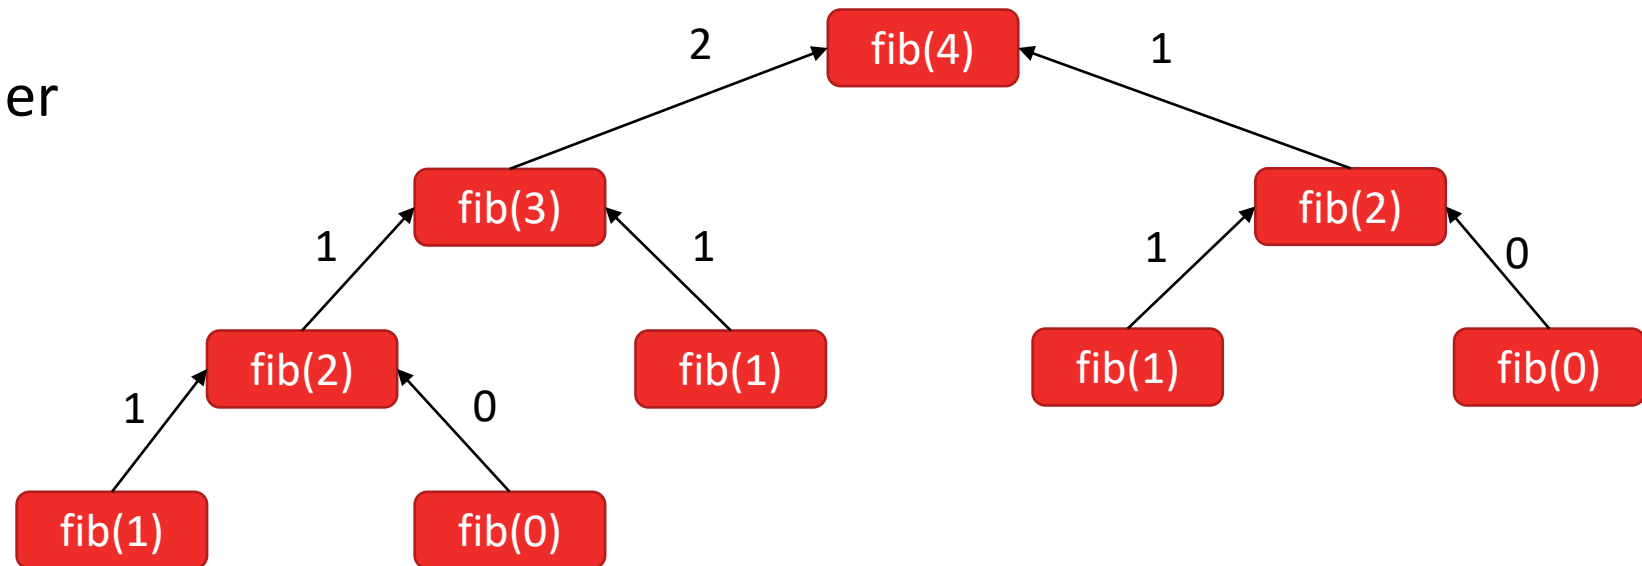 2 fib(4) 1
er
fib(3) fib(2)
1 1 1 0
fib(2) fib(1) fib(1) fib(0)
1 0
fib(1) fib(0)